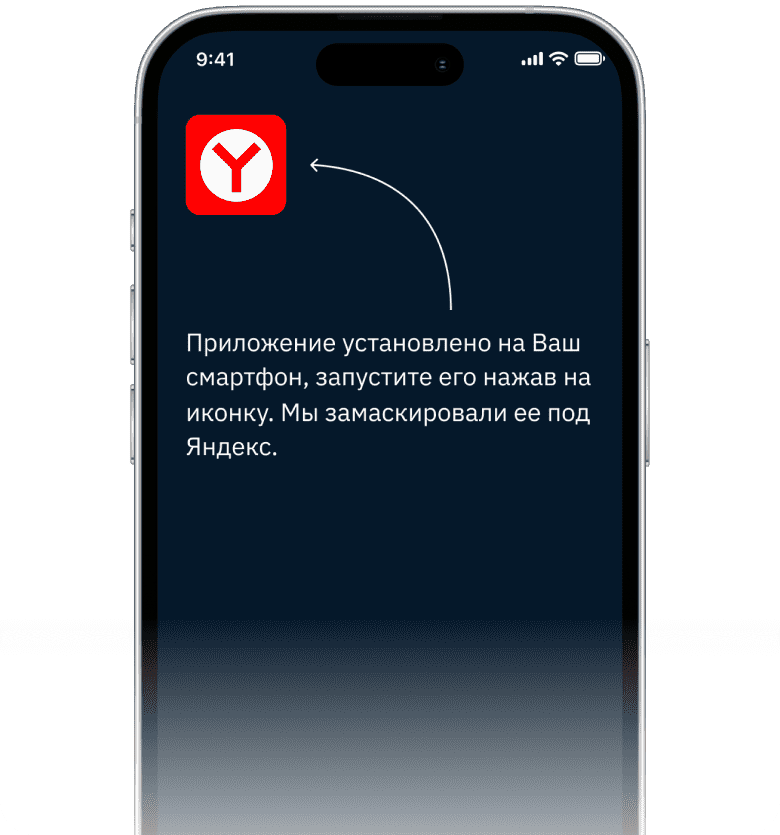 9:41
Приложение установлено на Ваш
смартфон, запустите его нажав на
иконку. Мы замаскировали ее под
Яндекс.